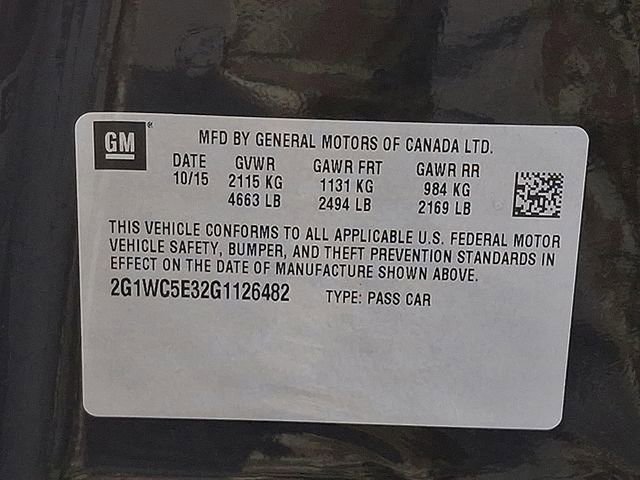 GM
MFD BY GENERAL MOTORS OF CANADA LTD.
DATE GVWR GAWR FRT GAWR RR
10/15 2115 KG 1131 KG 984 KG
4663 LB 2494 LB 2169 LB
THIS VEHICLE CONFORMS TO ALL APPLICABLE U.S. FEDERAL MOTOR
VEHICLE SAFETY, BUMPER, AND THEFT PREVENTION STANDARDS IN
EFFECT ON THE DATE OF MANUFACTURE SHOWN ABOVE.
2G1WC5E32G1126482 TYPE: PASS CAR